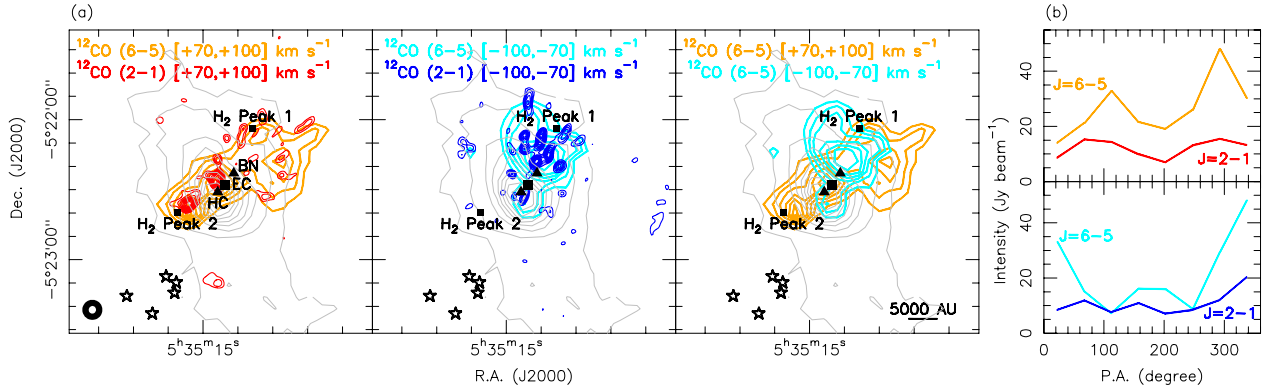 (a)
(b)
¹²CO (6−5) [+70,+100] km s⁻¹
¹²CO (2−1) [+70,+100] km s⁻¹
¹²CO (6−5) [−100,−70] km s⁻¹
¹²CO (2−1) [−100,−70] km s⁻¹
¹²CO (6−5) [+70,+100] km s⁻¹
¹²CO (6−5) [−100,−70] km s⁻¹
H₂ Peak 1
BN
EC
HC
H₂ Peak 2
H₂ Peak 1
H₂ Peak 2
H₂ Peak 1
H₂ Peak 2
5000 AU
Dec. (J2000)
−5°22'00"
−5°23'00"
5ʰ35ᵐ15ˢ
5ʰ35ᵐ15ˢ
5ʰ35ᵐ15ˢ
R.A. (J2000)
Intensity (Jy beam⁻¹)
40
20
0
J=6−5
J=2−1
40
20
0
J=6−5
J=2−1
0
100
200
300
P.A. (degree)